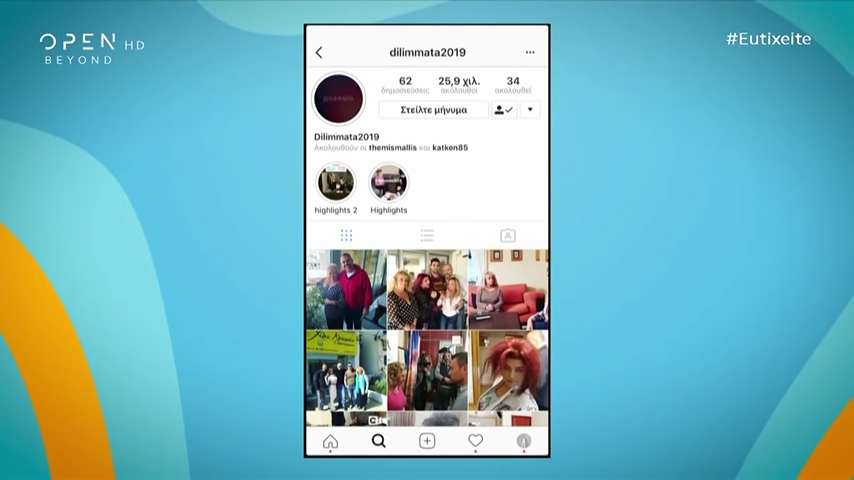 OPEN HD
BEYOND
#Eutixeite
dilimmata2019
62
25,9 χιλ.
34
δημοσιεύσεις
ακόλουθοι
ακολουθεί
Στείλτε μήνυμα
Dilimmata2019
Ακολουθούν οι themismallis και katken85
highlights 2
Highlights